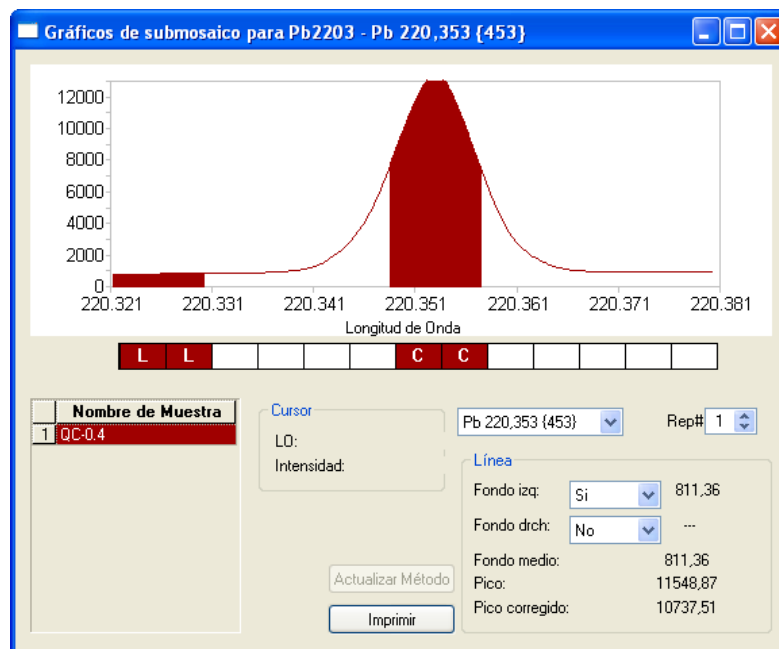 Gráficos de submosaico para Pb2203 - Pb 220,353 {453}
12000
10000
8000
6000
4000
2000
0
220.321 220.331 220.341 220.351 220.361 220.371 220.381
Longitud de Onda
L L C C
Nombre de Muestra
1 QC-0.4
Cursor
LO:
Intensidad:
Pb 220,353 {453} Rep# 1
Línea
Fondo izq: Si 811,36
Fondo drch: No ---
Fondo medio: 811,36
Pico: 11548,87
Pico corregido: 10737,51
Actualizar Método
Imprimir